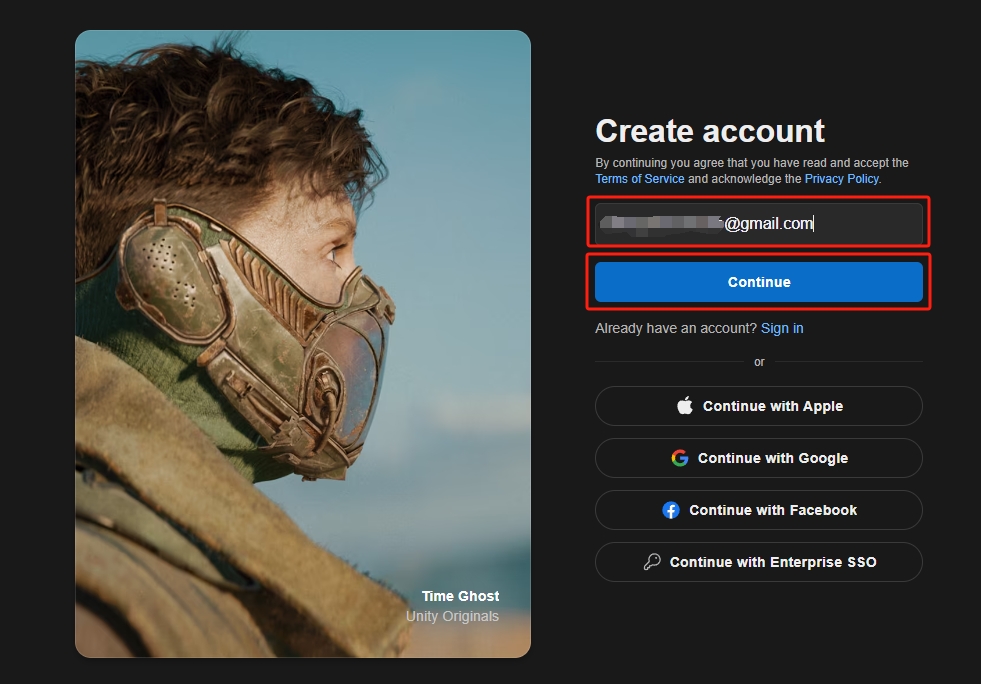 Create account
By continuing you agree that you have read and accept the
Terms of Service and acknowledge the Privacy Policy.
@gmail.com
Continue
Already have an account? Sign in
or
Continue with Apple
Continue with Google
Continue with Facebook
Continue with Enterprise SSO
Time Ghost
Unity Originals